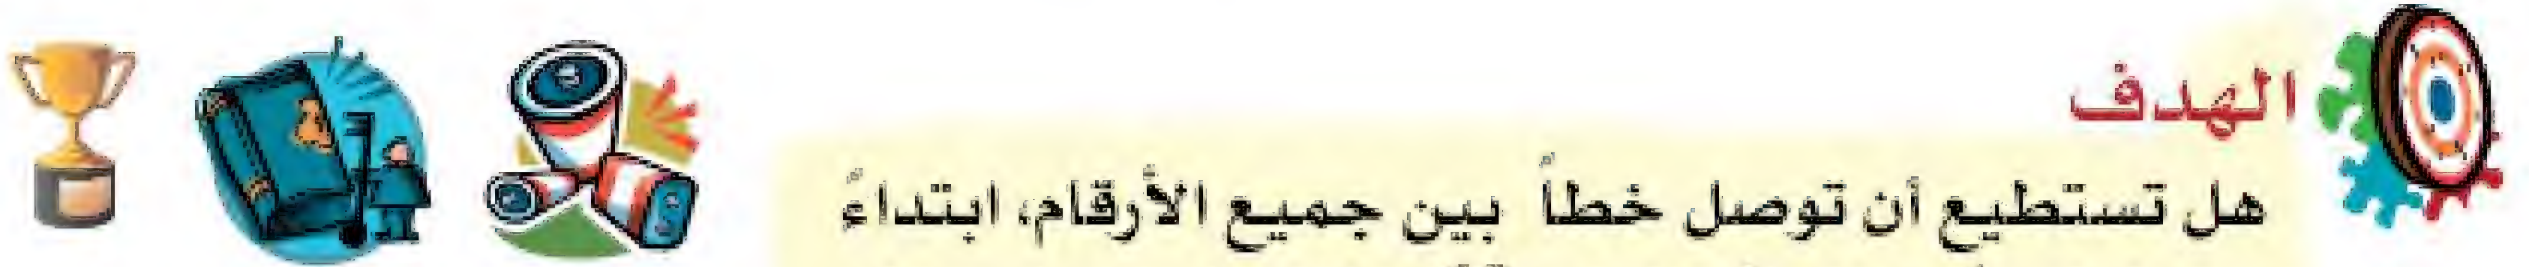 الهدف
هل تستطيع أن توصل خطاً بين جميع الأرقام، ابتداءً